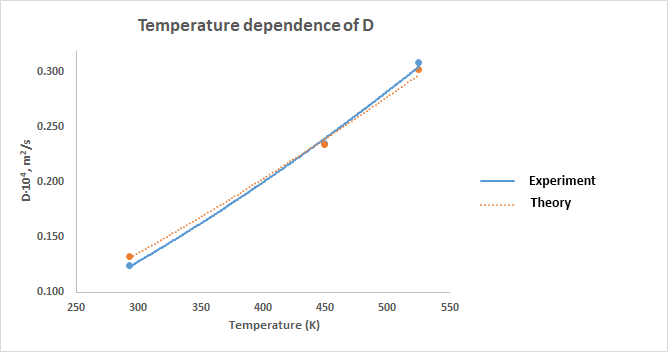 Temperature dependence of D
0.300
0.250
0.200
0.150
0.100
D·10⁴, m²/s
250 300 350 400 450 500 550
Temperature (K)
Experiment
Theory